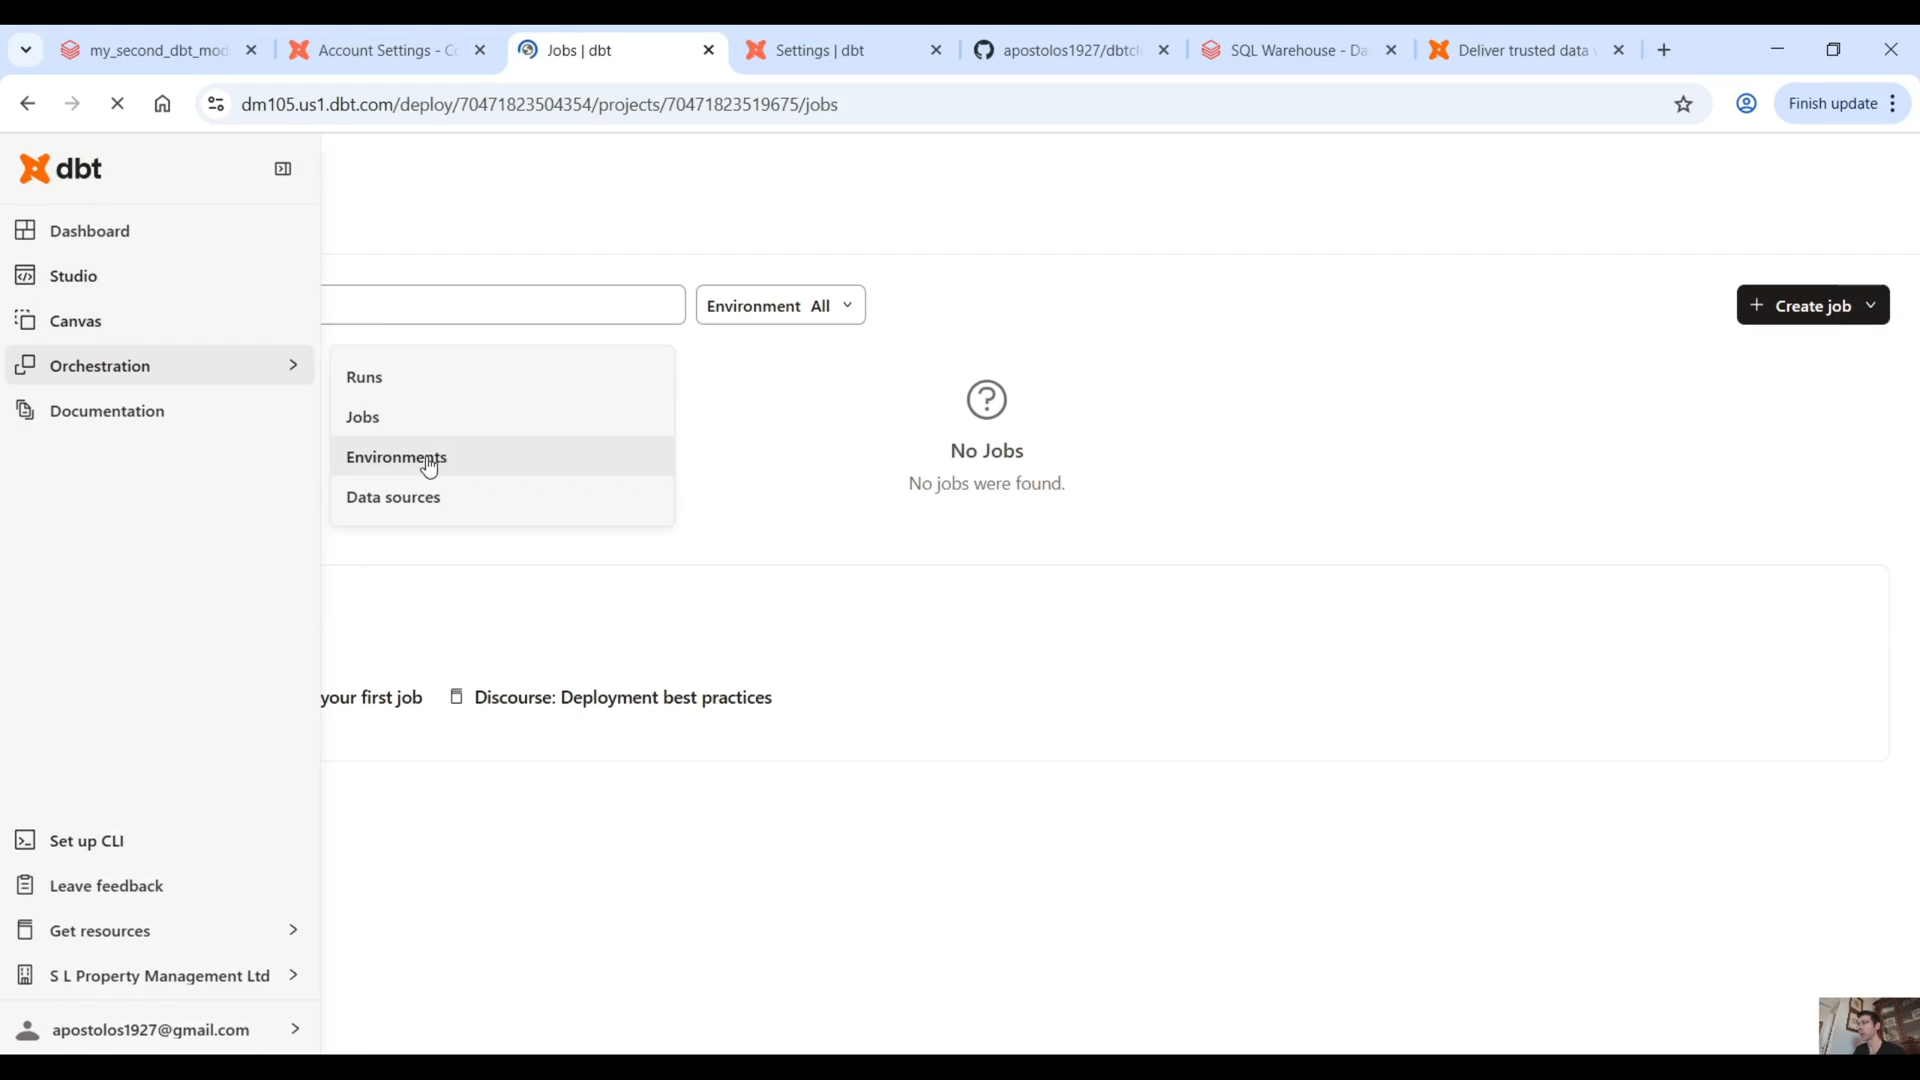 my_second_dbt_mod
Account Settings - Co
Jobs | dbt
Settings | dbt
apostolos1927/dbtcl
SQL Warehouse - Da
Deliver trusted data
dm105.us1.dbt.com/deploy/70471823504354/projects/70471823519675/jobs
Finish update
dbt
Dashboard
Studio
Canvas
Orchestration
Documentation
Runs
Jobs
Environments
Data sources
Environment All
Create job
No Jobs
No jobs were found.
your first job
Discourse: Deployment best practices
Set up CLI
Leave feedback
Get resources
S L Property Management Ltd
apostolos1927@gmail.com